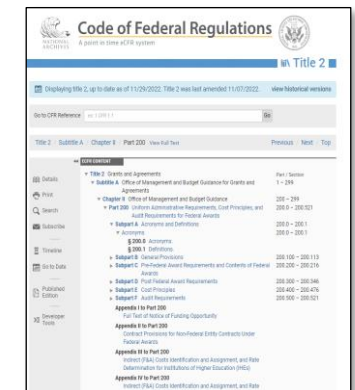 NATIONAL ARCHIVES
Code of Federal Regulations
A point in time eCFR system
Title 2
Displaying title 2, up to date as of 11/29/2022. Title 2 was last amended 11/07/2022.
view historical versions
Go to CFR Reference
Go
Title 2 Subtitle A Chapter II Part 200 View Full Text
Previous Next Top
ECFR CONTENT
Details
Print
Search
Subscribe
Timeline
Go to Date
Published Edition
Developer Tools
Title 2 Grants and Agreements Part / Section
Subtitle A Office of Management and Budget Guidance for Grants and 1 – 299
Agreements
Chapter II Office of Management and Budget Guidance 200 – 299
Part 200 Uniform Administrative Requirements, Cost Principles, and 200.0 – 200.521
Audit Requirements for Federal Awards
Subpart A Acronyms and Definitions 200.0 – 200.1
Acronyms 200.0 – 200.1
§ 200.0 Acronyms.
§ 200.1 Definitions.
Subpart B General Provisions 200.100 – 200.113
Subpart C Pre-Federal Award Requirements and Contents of Federal 200.200 – 200.216
Awards
Subpart D Post Federal Award Requirements 200.300 – 200.346
Subpart E Cost Principles 200.400 – 200.476
Subpart F Audit Requirements 200.500 – 200.521
Appendix I to Part 200
Full Text of Notice of Funding Opportunity
Appendix II to Part 200
Contract Provisions for Non-Federal Entity Contracts Under
Federal Awards
Appendix III to Part 200
Indirect (F&A) Costs Identification and Assignment, and Rate
Determination for Institutions of Higher Education (IHEs)
Appendix IV to Part 200
Indirect (F&A) Costs Identification and Assignment, and Rate